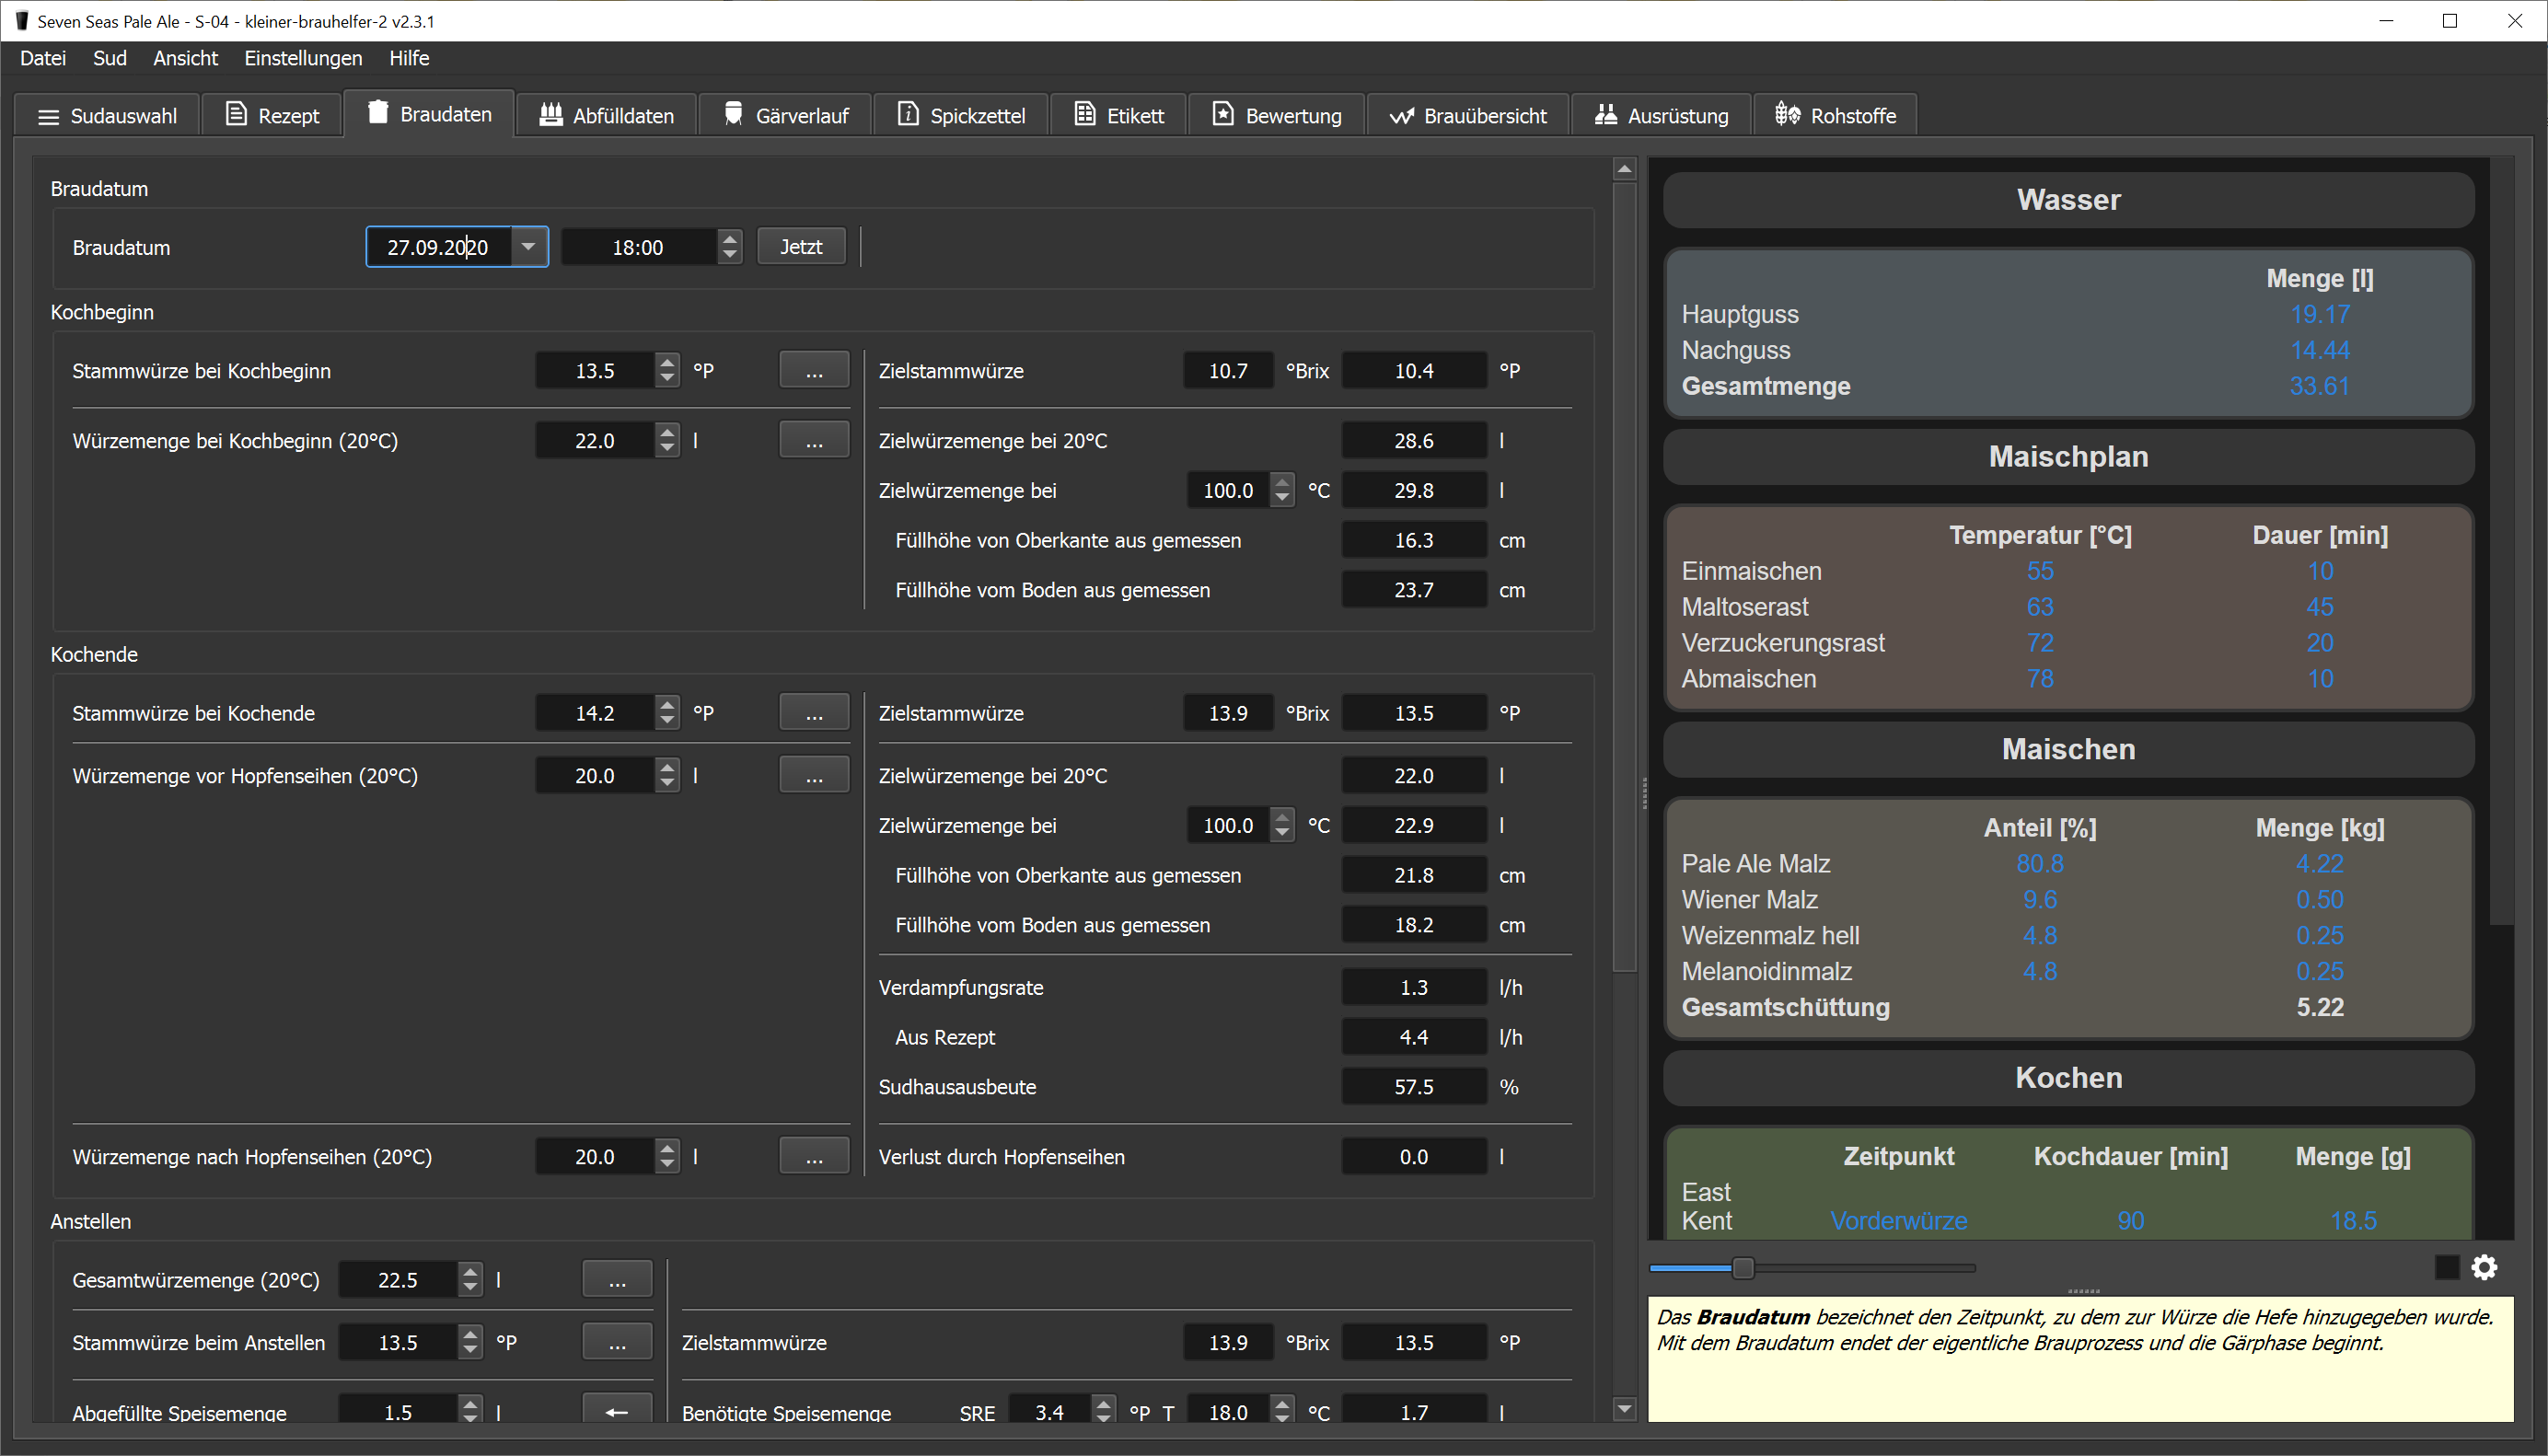 Seven Seas Pale Ale - S-04 - kleiner-brauhelfer-2 v2.3.1
Datei Sud Ansicht Einstellungen Hilfe
Sudauswahl Rezept Braudaten Abfülldaten Gärverlauf Spickzettel Etikett Bewertung Brauübersicht Ausrüstung Rohstoffe
Braudatum
Braudatum 27.09.2020 18:00 Jetzt
Kochbeginn
Stammwürze bei Kochbeginn 13.5 °P ... Zielstammwürze 10.7 °Brix 10.4 °P
Würzemenge bei Kochbeginn (20°C) 22.0 l ... Zielwürzemenge bei 20°C 28.6 l
Zielwürzemenge bei 100.0 °C 29.8 l
Füllhöhe von Oberkante aus gemessen 16.3 cm
Füllhöhe vom Boden aus gemessen 23.7 cm
Kochende
Stammwürze bei Kochende 14.2 °P ... Zielstammwürze 13.9 °Brix 13.5 °P
Würzemenge vor Hopfenseihen (20°C) 20.0 l ... Zielwürzemenge bei 20°C 22.0 l
Zielwürzemenge bei 100.0 °C 22.9 l
Füllhöhe von Oberkante aus gemessen 21.8 cm
Füllhöhe vom Boden aus gemessen 18.2 cm
Verdampfungsrate 1.3 l/h
Aus Rezept 4.4 l/h
Sudhausausbeute 57.5 %
Würzemenge nach Hopfenseihen (20°C) 20.0 l ... Verlust durch Hopfenseihen 0.0 l
Anstellen
Gesamtwürzemenge (20°C) 22.5 l ...
Stammwürze beim Anstellen 13.5 °P ... Zielstammwürze 13.9 °Brix 13.5 °P
Abgefüllte Speisemenge 1.5 l ← Benötigte Speisemenge SRE 3.4 °P T 18.0 °C 1.7 l
Wasser
Menge [l]
Hauptguss 19.17
Nachguss 14.44
Gesamtmenge 33.61
Maischplan
Temperatur [°C] Dauer [min]
Einmaischen 55 10
Maltoserast 63 45
Verzuckerungsrast 72 20
Abmaischen 78 10
Maischen
Anteil [%] Menge [kg]
Pale Ale Malz 80.8 4.22
Wiener Malz 9.6 0.50
Weizenmalz hell 4.8 0.25
Melanoidinmalz 4.8 0.25
Gesamtschüttung 5.22
Kochen
Zeitpunkt Kochdauer [min] Menge [g]
East
Kent Vorderwürze 90 18.5
Das Braudatum bezeichnet den Zeitpunkt, zu dem zur Würze die Hefe hinzugegeben wurde.
Mit dem Braudatum endet der eigentliche Brauprozess und die Gärphase beginnt.